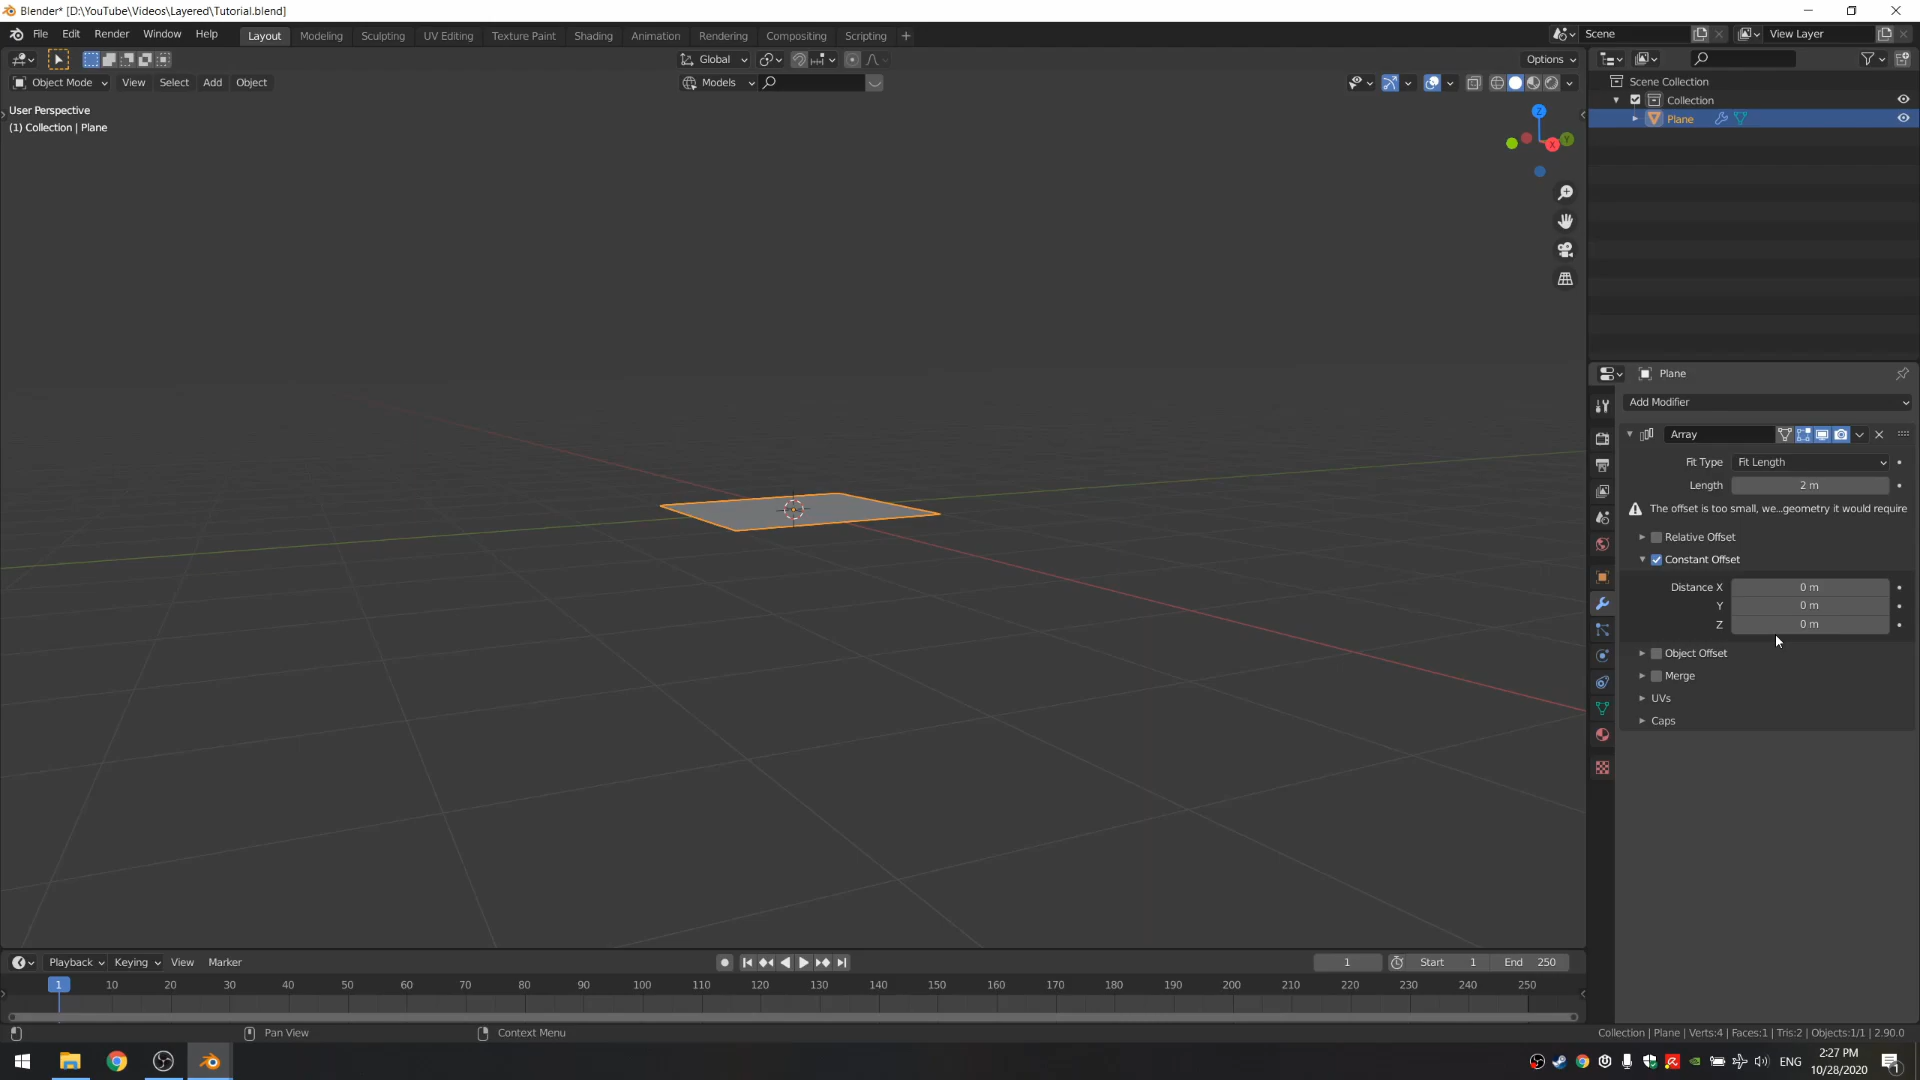 Blender* [D:\YouTube\Videos\Layered\Tutorial.blend]
File Edit Render Window Help Layout Modeling Sculpting UV Editing Texture Paint Shading Animation Rendering Compositing Scripting + Scene View Layer
Global Options
Object Mode View Select Add Object Models
User Perspective
(1) Collection | Plane
Z
Y
X
Scene Collection
Collection
Plane
Plane
Add Modifier
Array
Fit Type Fit Length
Length 2 m
The offset is too small, we...geometry it would require
Relative Offset
Constant Offset
Distance X 0 m
Y 0 m
Z 0 m
Object Offset
Merge
UVs
Caps
Playback Keying View Marker 1 Start 1 End 250
1 10 20 30 40 50 60 70 80 90 100 110 120 130 140 150 160 170 180 190 200 210 220 230 240 250
Pan View Context Menu Collection | Plane | Verts:4 | Faces:1 | Tris:2 | Objects:1/1 | 2.90.0
ENG
2:27 PM
10/28/2020
1